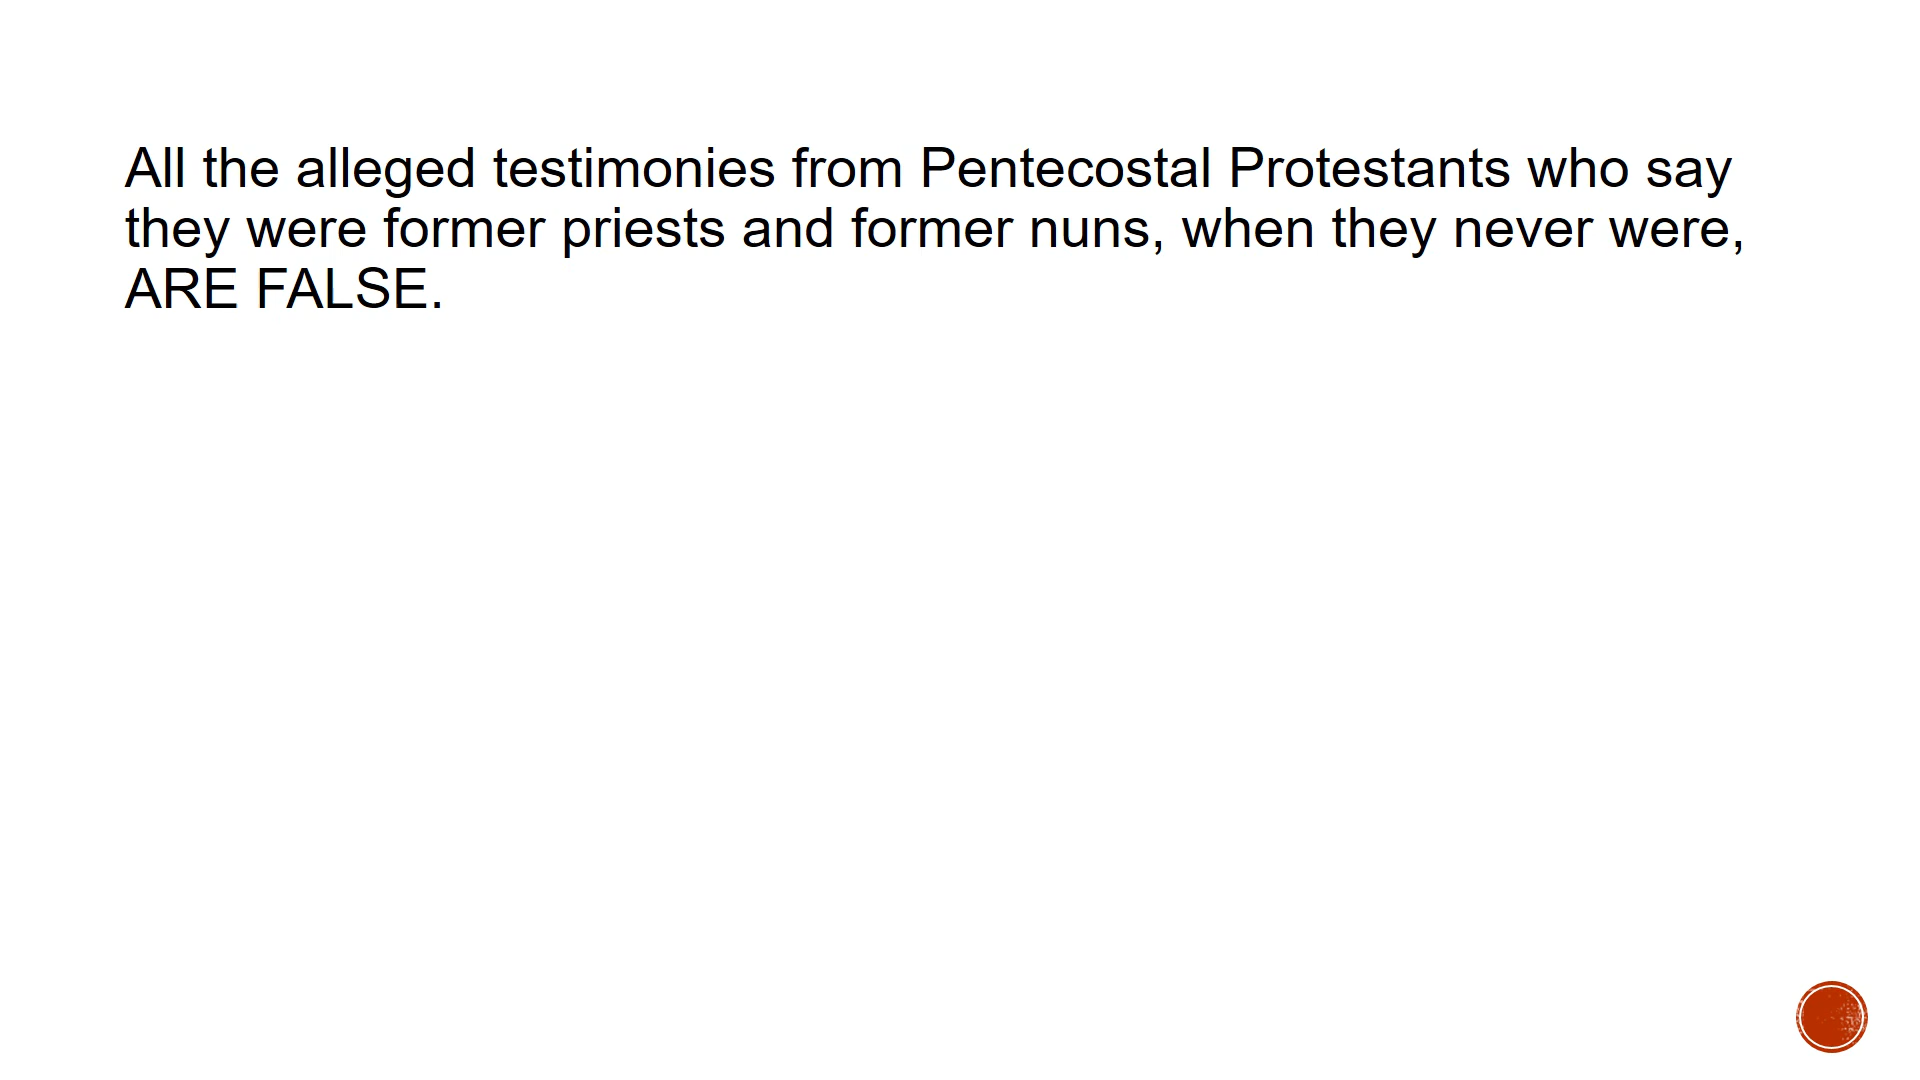 All the alleged testimonies from Pentecostal Protestants who say
they were former priests and former nuns, when they never were,
ARE FALSE.